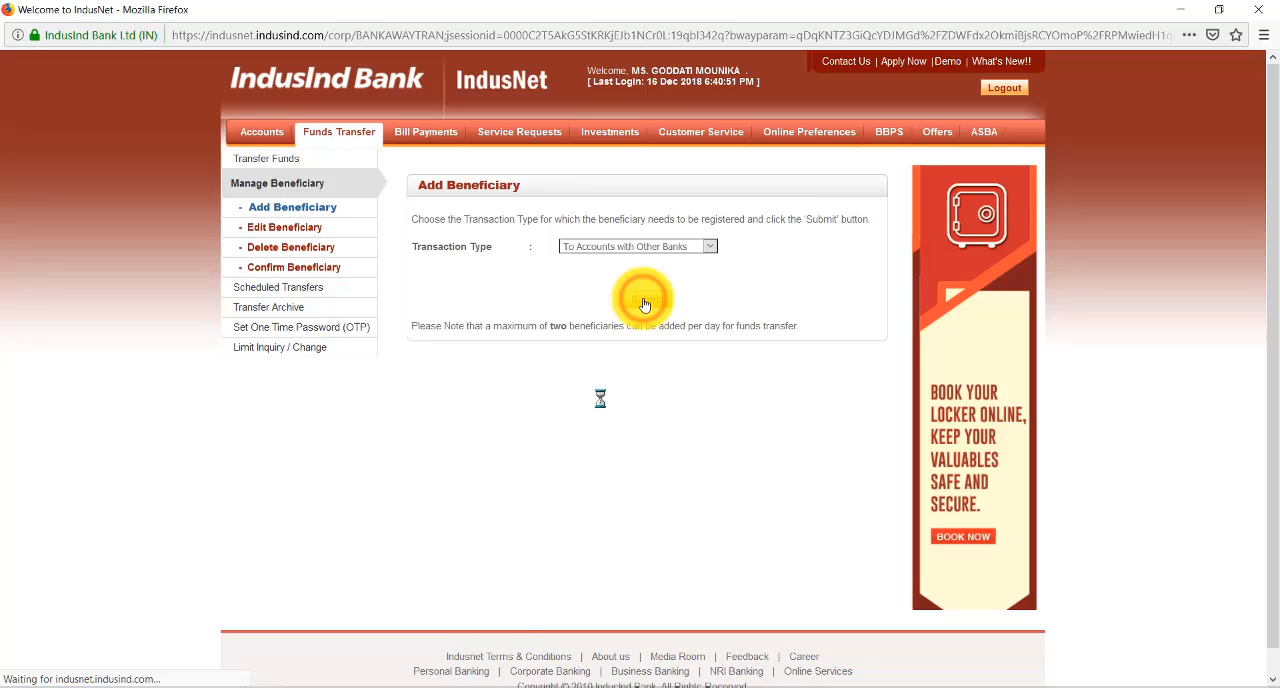 Welcome to IndusNet - Mozilla Firefox
IndusInd Bank Ltd (IN)
https://indusnet.indusind.com/corp/BANKAWAYTRAN;jsessionid=0000C2T5AkG5StKRKjEJb1NCr0L:19qbl342q?bwayparam=qDqKNTZ3GiQcYDJMGd%2FZDWFdx2OkmiBjsRCYOmoP%2FRPMwiedH1q
IndusInd Bank
IndusNet
Welcome, MS. GODDATI MOUNIKA .
[ Last Login: 16 Dec 2018 6:40:51 PM ]
Contact Us | Apply Now |Demo | What's New!!
Logout
Accounts Funds Transfer Bill Payments Service Requests Investments Customer Service Online Preferences BBPS Offers ASBA
Transfer Funds
Manage Beneficiary
- Add Beneficiary
- Edit Beneficiary
- Delete Beneficiary
- Confirm Beneficiary
Scheduled Transfers
Transfer Archive
Set One Time Password (OTP)
Limit Inquiry / Change
Add Beneficiary
Choose the Transaction Type for which the beneficiary needs to be registered and click the 'Submit' button.
Transaction Type : To Accounts with Other Banks
Please Note that a maximum of two beneficiaries can be added per day for funds transfer
BOOK YOUR
LOCKER ONLINE,
KEEP YOUR
VALUABLES
SAFE AND
SECURE.
BOOK NOW
Indusnet Terms & Conditions | About us | Media Room | Feedback | Career
Personal Banking | Corporate Banking | Business Banking | NRI Banking | Online Services
Copyright © 2010 IndusInd Bank. All Rights Reserved
Waiting for indusnet.indusind.com...